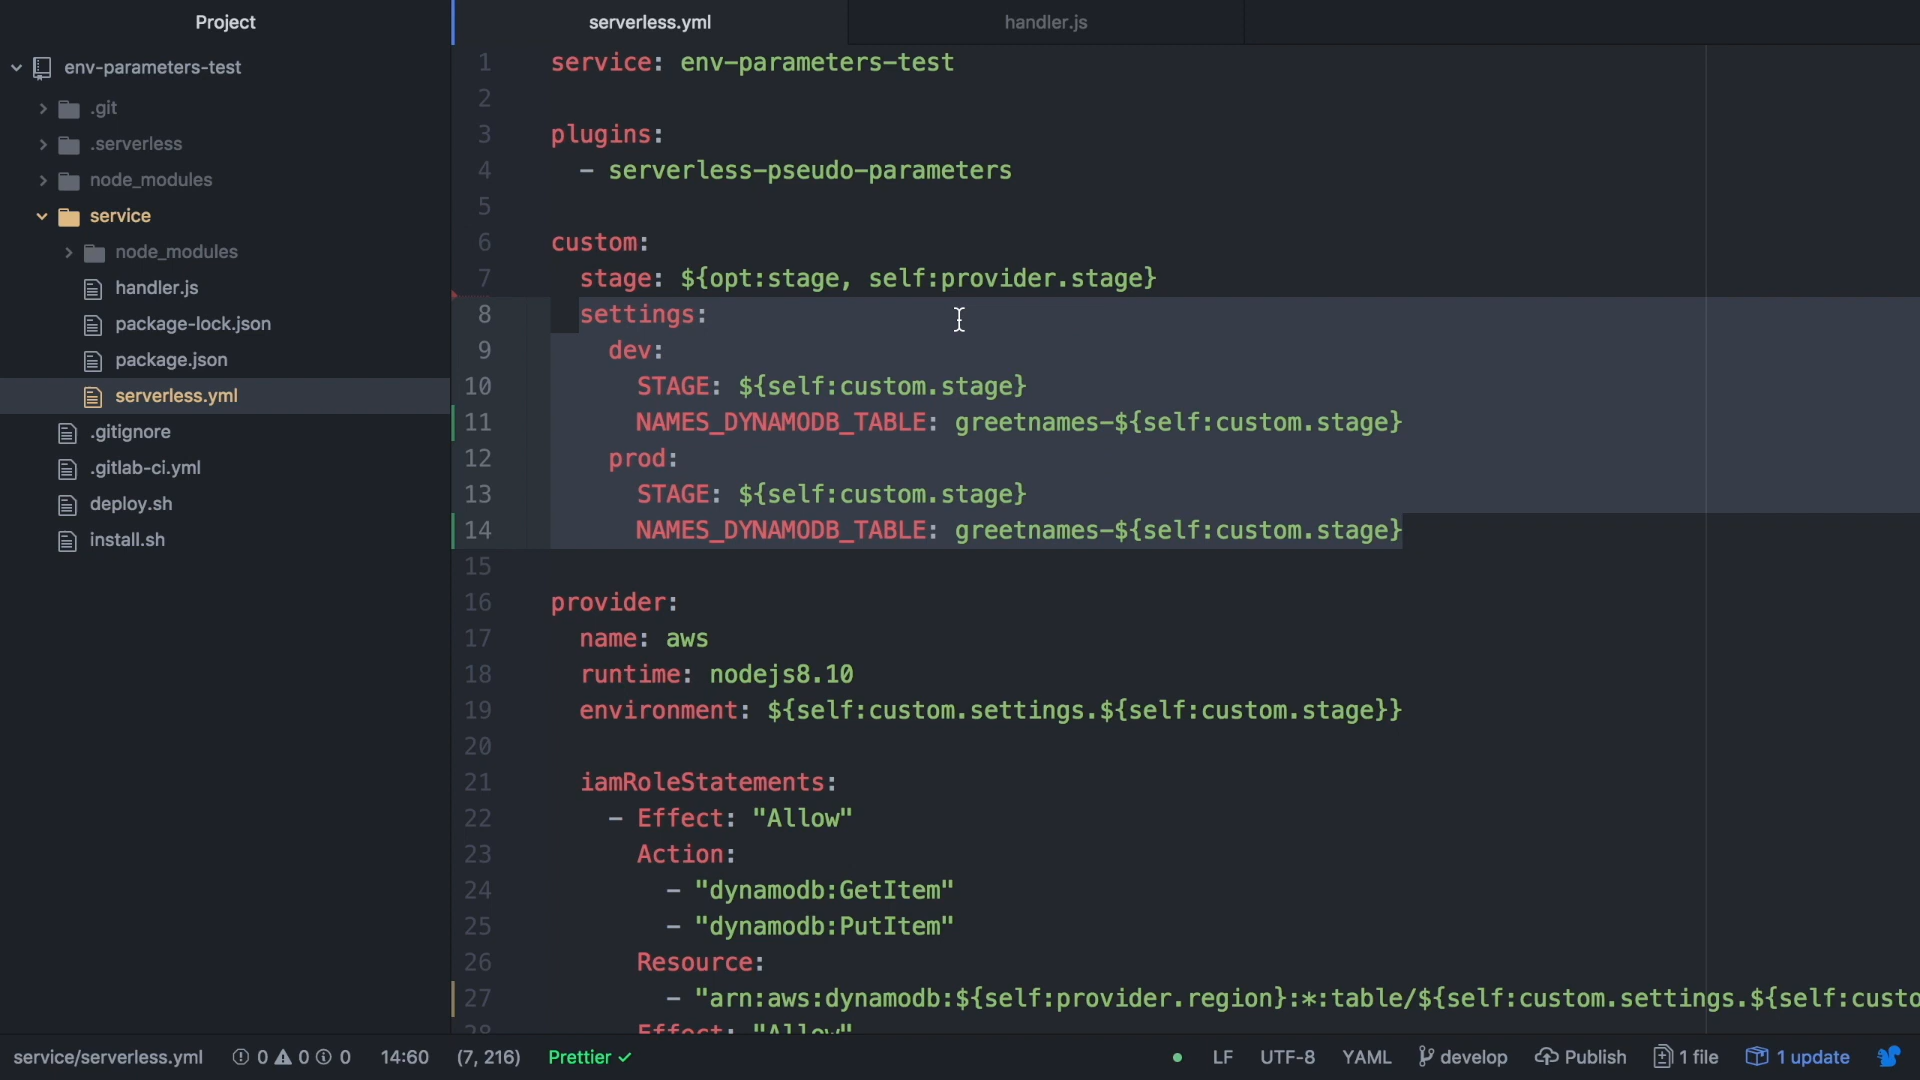 Project
serverless.yml
handler.js
env-parameters-test
.git
.serverless
node_modules
service
node_modules
handler.js
package-lock.json
package.json
serverless.yml
.gitignore
.gitlab-ci.yml
deploy.sh
install.sh
1 service: env-parameters-test
2
3 plugins:
4 - serverless-pseudo-parameters
5
6 custom:
7 stage: ${opt:stage, self:provider.stage}
8 settings:
9 dev:
10 STAGE: ${self:custom.stage}
11 NAMES_DYNAMODB_TABLE: greetnames-${self:custom.stage}
12 prod:
13 STAGE: ${self:custom.stage}
14 NAMES_DYNAMODB_TABLE: greetnames-${self:custom.stage}
15
16 provider:
17 name: aws
18 runtime: nodejs8.10
19 environment: ${self:custom.settings.${self:custom.stage}}
20
21 iamRoleStatements:
22 - Effect: "Allow"
23 Action:
24 - "dynamodb:GetItem"
25 - "dynamodb:PutItem"
26 Resource:
27 - "arn:aws:dynamodb:${self:provider.region}:*:table/${self:custom.settings.${self:custo
28 Effect: "Allow"
service/serverless.yml 0 0 0 14:60 (7, 216) Prettier ✓ LF UTF-8 YAML develop Publish 1 file 1 update